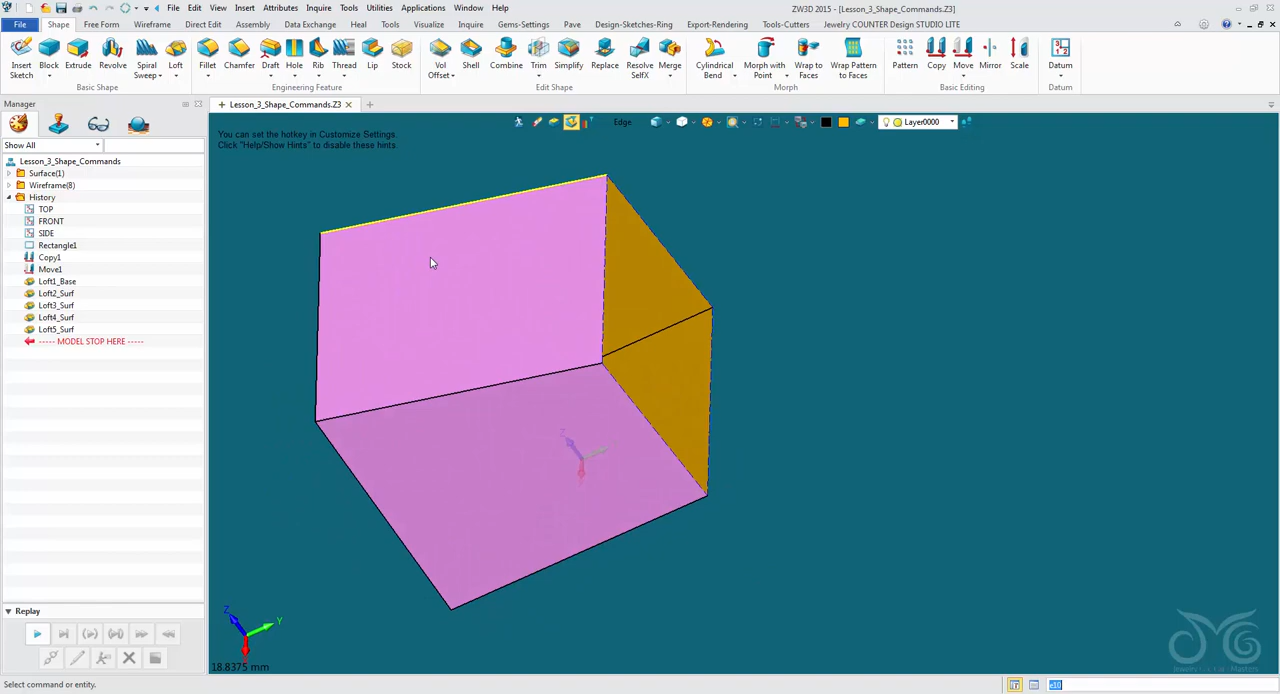 File Edit View Insert Attributes Inquire Tools Utilities Applications Window Help
ZW3D 2015 - [Lesson_3_Shape_Commands.Z3]
File Shape Free Form Wireframe Direct Edit Assembly Data Exchange Heal Tools Visualize Inquire Gems-Settings Pave Design-Sketches-Ring Export-Rendering Tools-Cutters Jewelry COUNTER Design STUDIO LITE
Insert Sketch Block Extrude Revolve Spiral Sweep Loft Fillet Chamfer Draft Hole Rib Thread Lip Stock Vol Offset Shell Combine Trim Simplify Replace Resolve SelfX Merge Cylindrical Bend Morph with Point Wrap to Faces Wrap Pattern to Faces Pattern Copy Move Mirror Scale Datum
Basic Shape Engineering Feature Edit Shape Morph Basic Editing Datum
Manager
Lesson_3_Shape_Commands.Z3
Edge
Layer0000
You can set the hotkey in Customize Settings.
Click "Help/Show Hints" to disable these hints.
Show All
Lesson_3_Shape_Commands
Surface(1)
Wireframe(8)
History
TOP
FRONT
SIDE
Rectangle1
Copy1
Move1
Loft1_Base
Loft2_Surf
Loft3_Surf
Loft4_Surf
Loft5_Surf
----- MODEL STOP HERE -----
Z
Replay
Z
Y
18.8375 mm
Select command or entity.